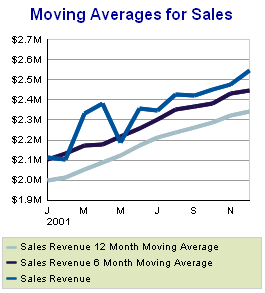 Moving Averages for Sales
$2.7M
$2.6M
$2.5M
$2.4M
$2.3M
$2.2M
$2.1M
$2.0M
$1.9M
J M M J S N
2001
Sales Revenue 12 Month Moving Average
Sales Revenue 6 Month Moving Average
Sales Revenue